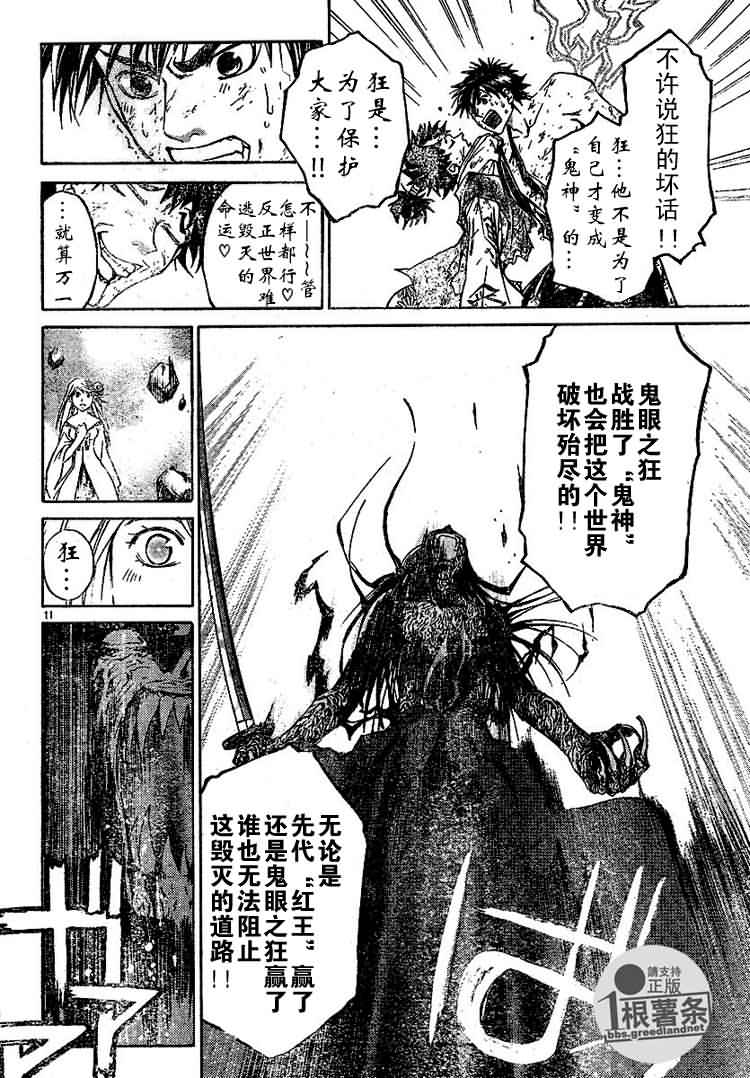 不许说狂的坏话!!
狂…他不是为了
自己才变成
“鬼神”的…
狂是…
为了保护
大家…!!
不———管
怎样都行♡
反正世界难
逃毁灭的
命运♡
…就算万一
鬼眼之狂
战胜了“鬼神”
也会把这个世界
破坏殆尽的!!
狂…
11
无论是
先代“红王”赢了
还是鬼眼之狂赢了
谁也无法阻止
这毁灭的道路!!
請支持
正版
1根薯条
bbs.greedland.net